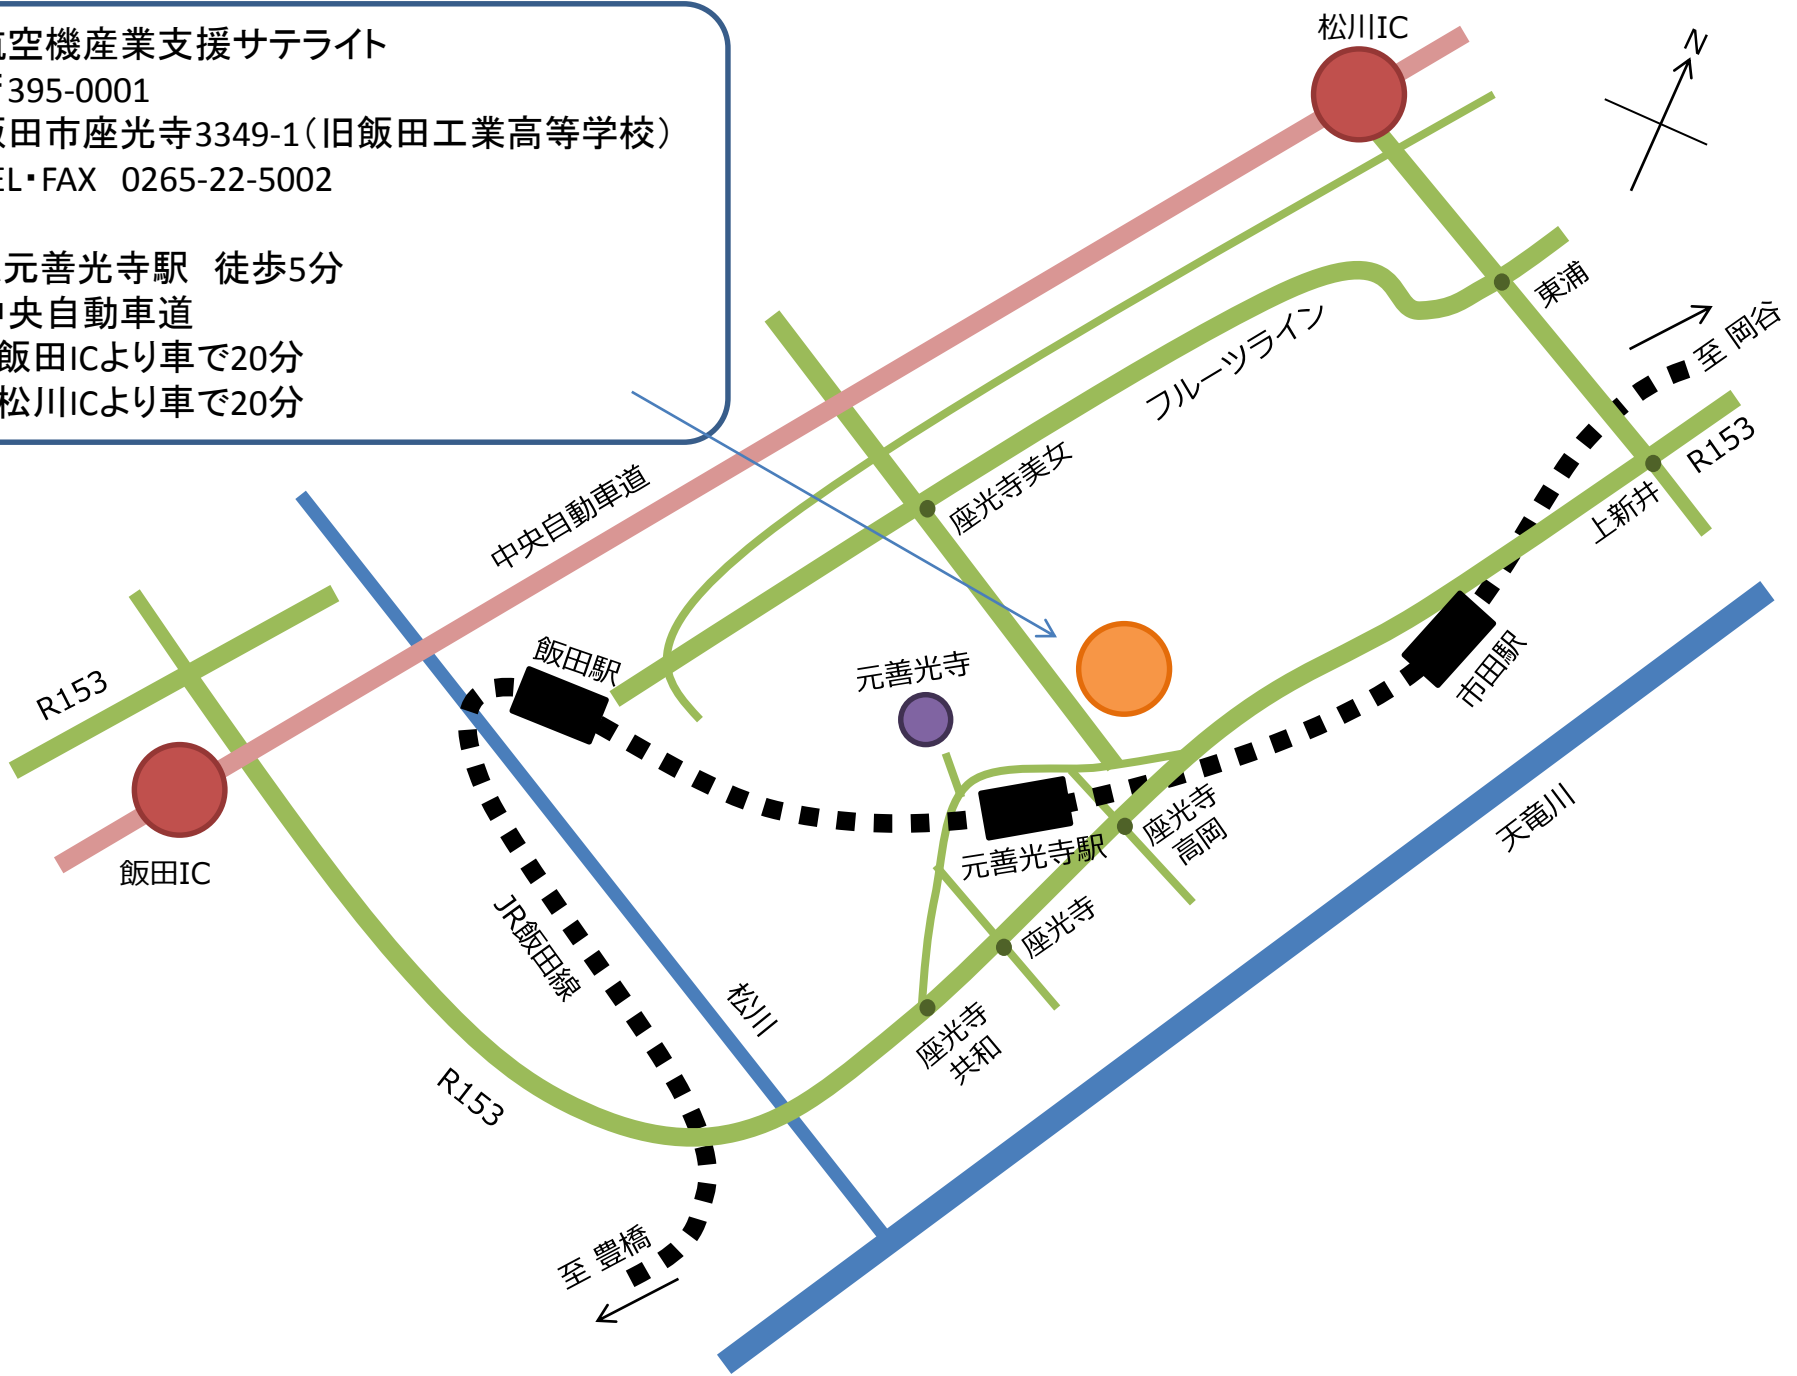 航空機産業支援サテライト
〒395-0001
飯田市座光寺3349-1(旧飯田工業高等学校)
TEL・FAX 0265-22-5002
元善光寺駅 徒歩5分
中央自動車道
飯田ICより車で20分
松川ICより車で20分
松川IC
N
東浦
至 岡谷
フルーツライン
R153
上新井
座光寺美女
中央自動車道
飯田駅
元善光寺
市田駅
R153
飯田IC
座光寺
高岡
元善光寺駅
天竜川
JR飯田線
座光寺
松川
座光寺
共和
R153
至 豊橋